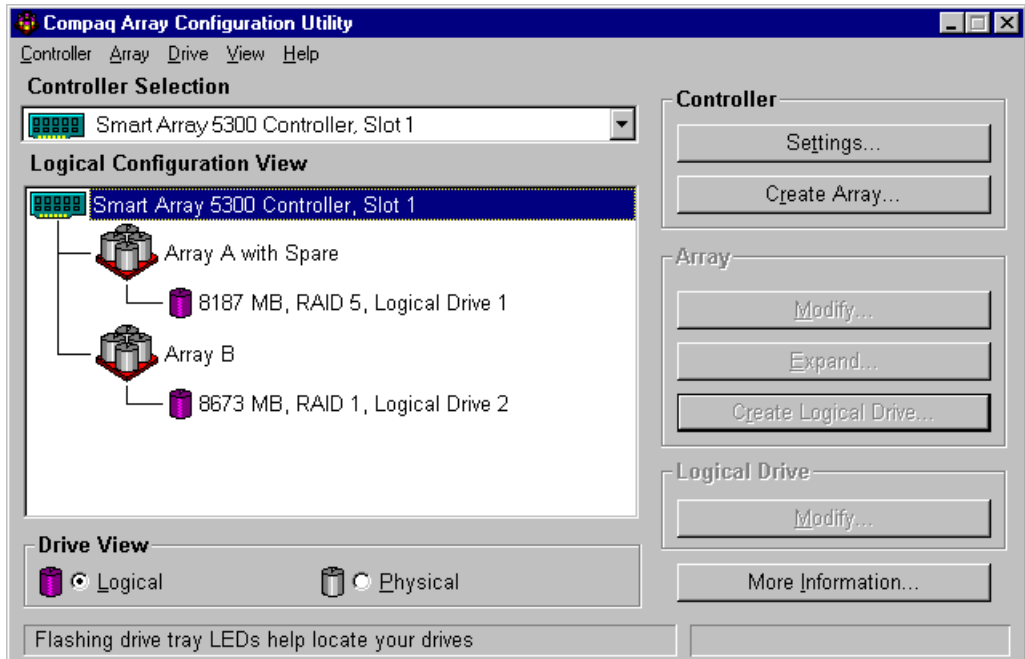 Compaq Array Configuration Utility
Controller Array Drive View Help
Controller Selection
Smart Array 5300 Controller, Slot 1
Logical Configuration View
Smart Array 5300 Controller, Slot 1
Array A with Spare
8187 MB, RAID 5, Logical Drive 1
Array B
8673 MB, RAID 1, Logical Drive 2
Drive View
Logical Physical
Controller
Settings...
Create Array...
Array
Modify...
Expand...
Create Logical Drive...
Logical Drive
Modify...
More Information...
Flashing drive tray LEDs help locate your drives